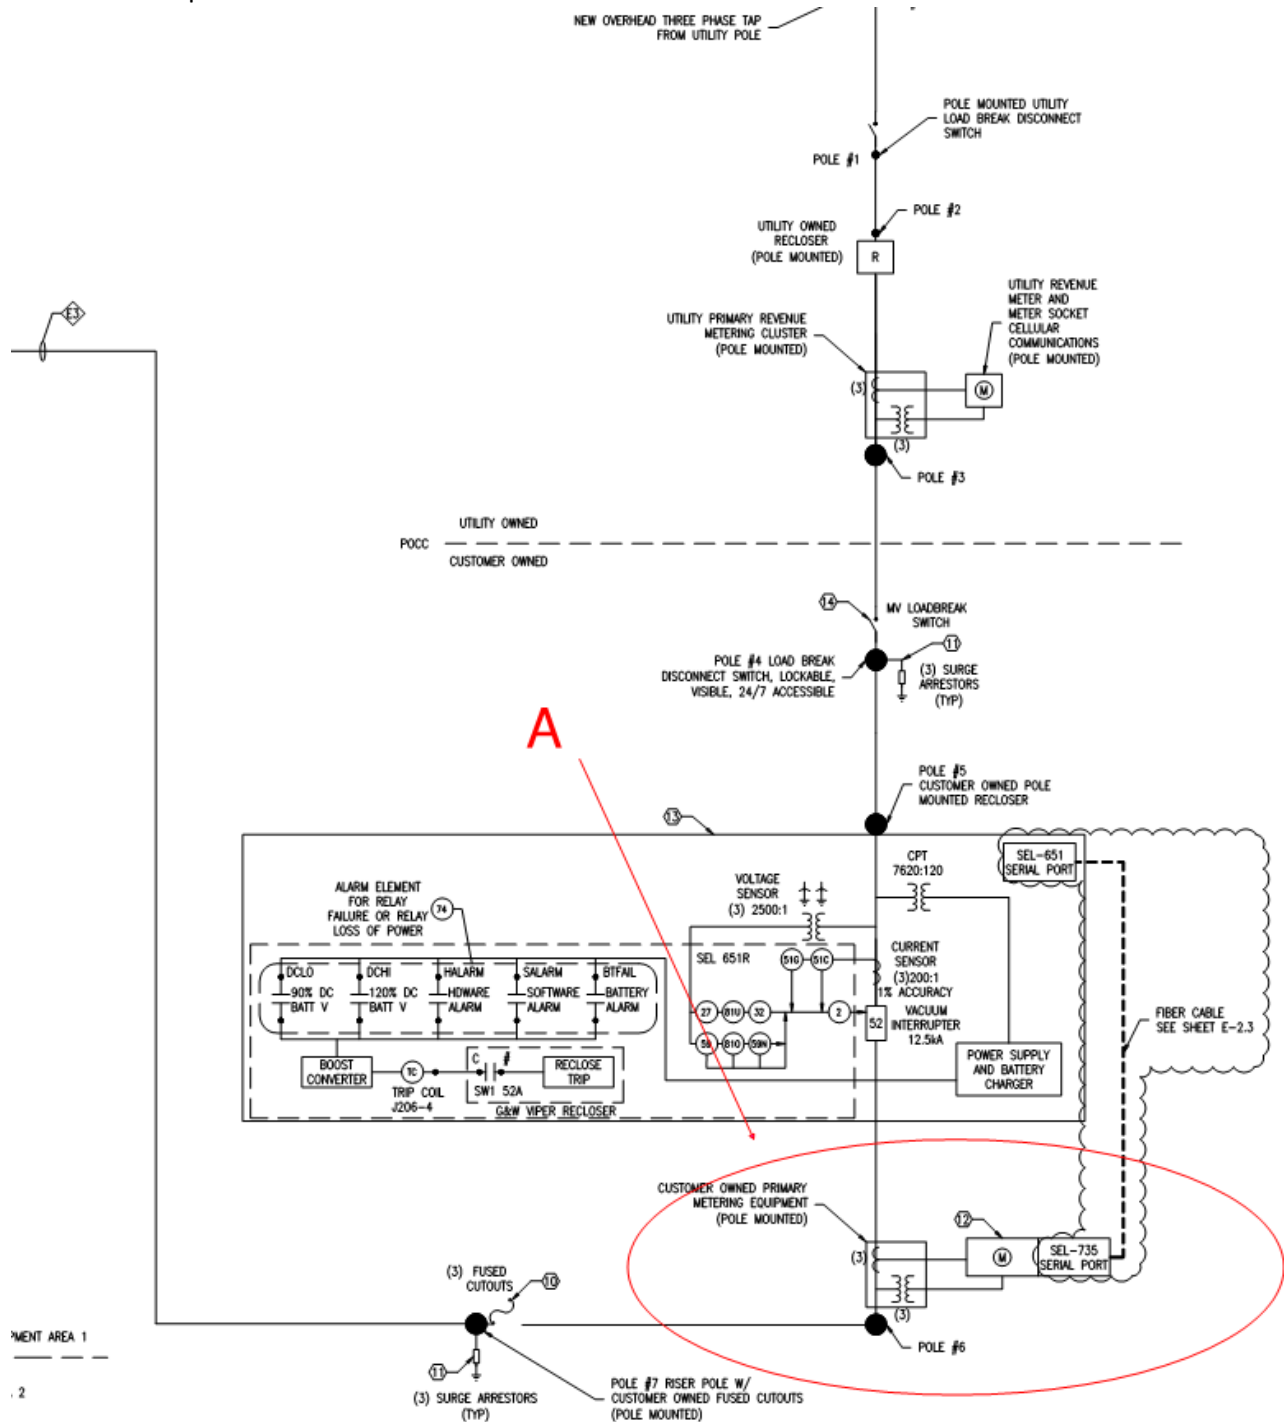 NEW OVERHEAD THREE PHASE TAP
FROM UTILITY POLE
POLE MOUNTED UTILITY
LOAD BREAK DISCONNECT
SWITCH
POLE #1
POLE #2
UTILITY OWNED
RECLOSER
(POLE MOUNTED)
R
E3
UTILITY REVENUE
METER AND
METER SOCKET
CELLULAR
COMMUNICATIONS
(POLE MOUNTED)
UTILITY PRIMARY REVENUE
METERING CLUSTER
(POLE MOUNTED)
(3)
M
(3)
POLE #3
UTILITY OWNED
POCC
CUSTOMER OWNED
14
MV LOADBREAK
SWITCH
11
POLE #4 LOAD BREAK
DISCONNECT SWITCH, LOCKABLE,
VISIBLE, 24/7 ACCESSIBLE
(3) SURGE
ARRESTORS
(TYP)
A
POLE #5
CUSTOMER OWNED POLE
MOUNTED RECLOSER
13
CPT
7620:120
SEL-651
SERIAL PORT
VOLTAGE
SENSOR
(3) 2500:1
ALARM ELEMENT
FOR RELAY
FAILURE OR RELAY
LOSS OF POWER
74
SEL 651R
51G
51C
CURRENT
SENSOR
(3)200:1
1% ACCURACY
DCLO
90% DC
BATT V
DCHI
120% DC
BATT V
HALARM
HDWARE
ALARM
SALARM
SOFTWARE
ALARM
BTFAIL
BATTERY
ALARM
27
81U
32
2
52
VACUUM
INTERRUPTER
12.5kA
59
81O
59N
FIBER CABLE
SEE SHEET E-2.3
BOOST
CONVERTER
TC
TRIP COIL
J206-4
C
#
SW1 52A
RECLOSE
TRIP
G&W VIPER RECLOSER
POWER SUPPLY
AND BATTERY
CHARGER
CUSTOMER OWNED PRIMARY
METERING EQUIPMENT
(POLE MOUNTED)
12
(3)
M
SEL-735
SERIAL PORT
(3)
POLE #6
(3) FUSED
CUTOUTS
10
PMENT AREA 1
. 2
11
(3) SURGE ARRESTORS
(TYP)
POLE #7 RISER POLE W/
CUSTOMER OWNED FUSED CUTOUTS
(POLE MOUNTED)